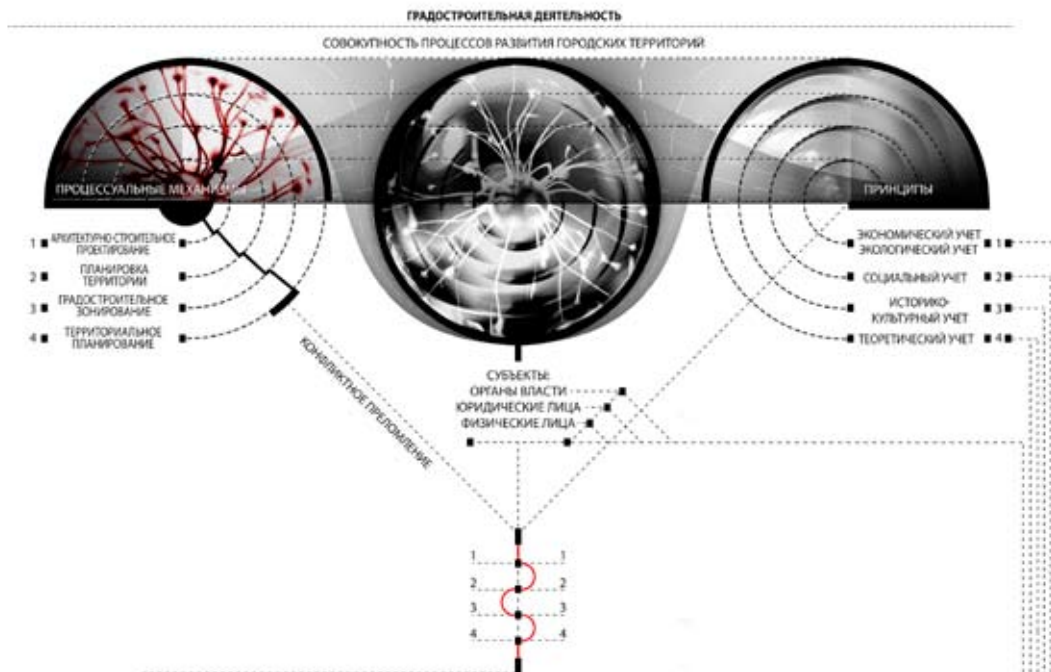 ГРАДОСТРОИТЕЛЬНАЯ ДЕЯТЕЛЬНОСТЬ
СОВОКУПНОСТЬ ПРОЦЕССОВ РАЗВИТИЯ ГОРОДСКИХ ТЕРРИТОРИЙ
ПРОЦЕССУАЛЬНЫЕ МЕХАНИЗМЫ
1 АРХИТЕКТУРНО-СТРОИТЕЛЬНОЕ
ПРОЕКТИРОВАНИЕ
2 ПЛАНИРОВКА
ТЕРРИТОРИИ
3 ГРАДОСТРОИТЕЛЬНОЕ
ЗОНИРОВАНИЕ
4 ТЕРРИТОРИАЛЬНОЕ
ПЛАНИРОВАНИЕ
КОНФЛИКТНОЕ ПРЕЛОМЛЕНИЕ
СУБЪЕКТЫ:
ОРГАНЫ ВЛАСТИ
ЮРИДИЧЕСКИЕ ЛИЦА
ФИЗИЧЕСКИЕ ЛИЦА
ПРИНЦИПЫ
ЭКОНОМИЧЕСКИЙ УЧЕТ
ЭКОЛОГИЧЕСКИЙ УЧЕТ 1
СОЦИАЛЬНЫЙ УЧЕТ 2
ИСТОРИКО-
КУЛЬТУРНЫЙ УЧЕТ 3
ТЕОРЕТИЧЕСКИЙ УЧЕТ 4
1 1
2 2
3 3
4 4